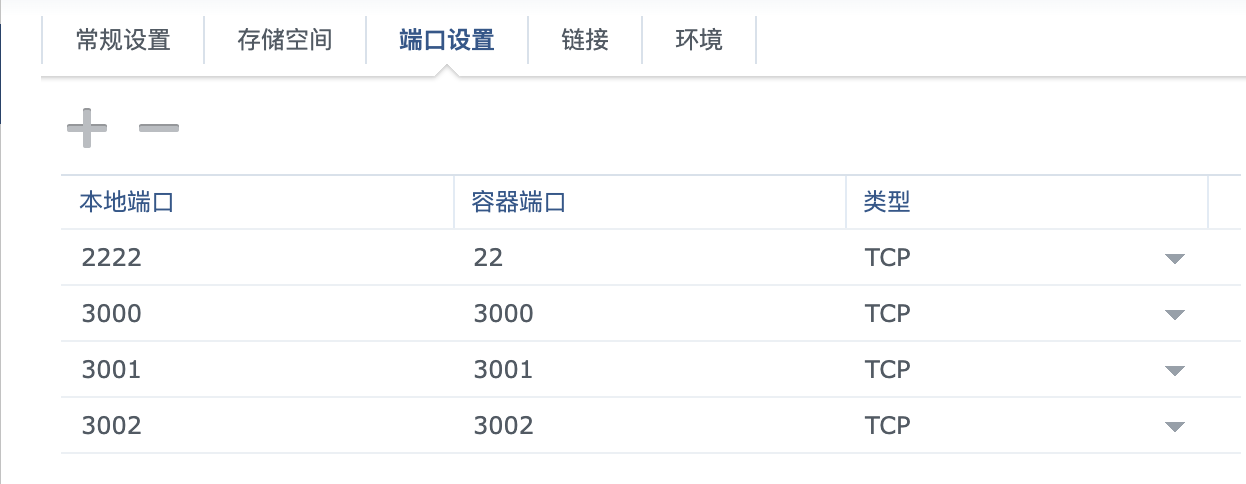 常规设置 存储空间 端口设置 链接 环境
本地端口 容器端口 类型
2222 22 TCP
3000 3000 TCP
3001 3001 TCP
3002 3002 TCP